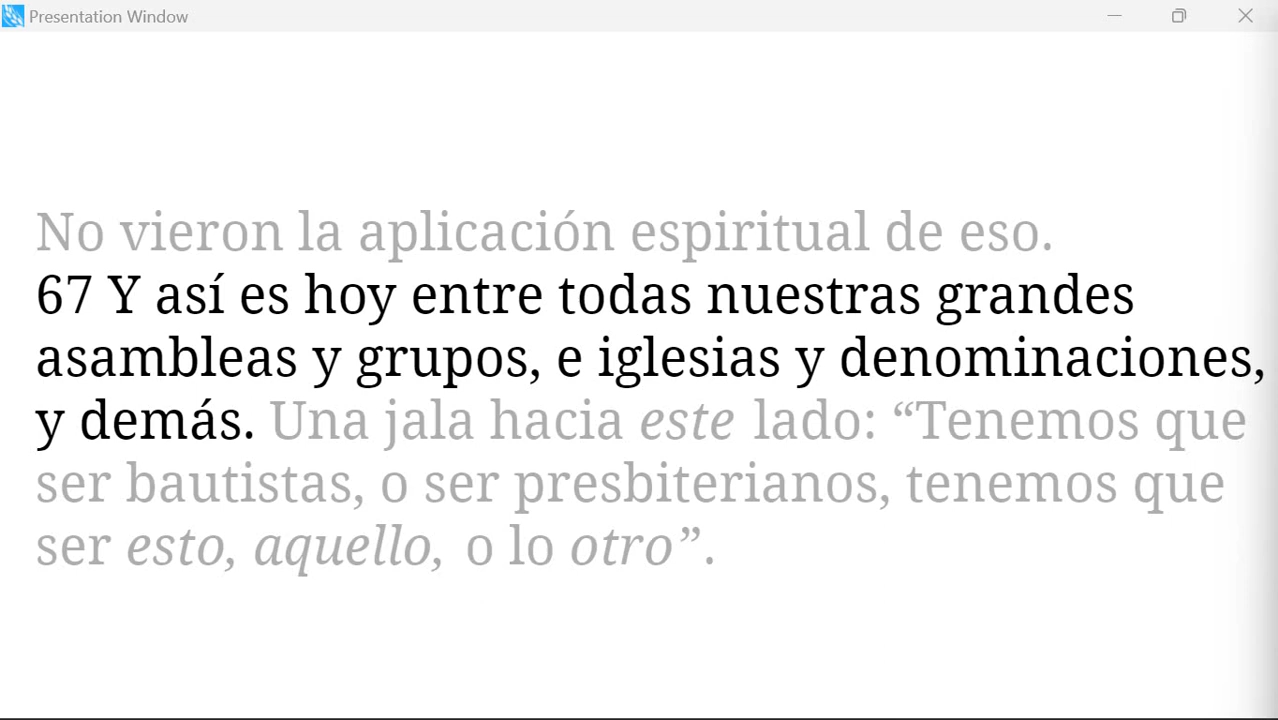 Presentation Window
No vieron la aplicación espiritual de eso.
67 Y así es hoy entre todas nuestras grandes
asambleas y grupos, e iglesias y denominaciones,
y demás. Una jala hacia este lado: “Tenemos que
ser bautistas, o ser presbiterianos, tenemos que
ser esto, aquello, o lo otro”.